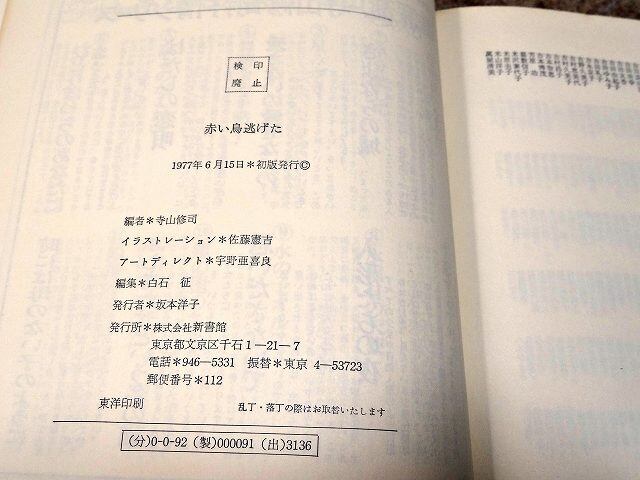 検印
廃止
赤い鳥逃げた
1977年6月15日＊初版発行©
編者＊寺山修司
イラストレーション＊佐藤憲吉
アートディレクト＊宇野亜喜良
編集＊白石　征
発行者＊坂本洋子
発行所＊株式会社新書館
東京都文京区千石1—21—7
電話＊946—5331　振替＊東京 4—53723
郵便番号＊112
東洋印刷
乱丁・落丁の際はお取替いたします
(分)0-0-92 (製)000091 (出)3136